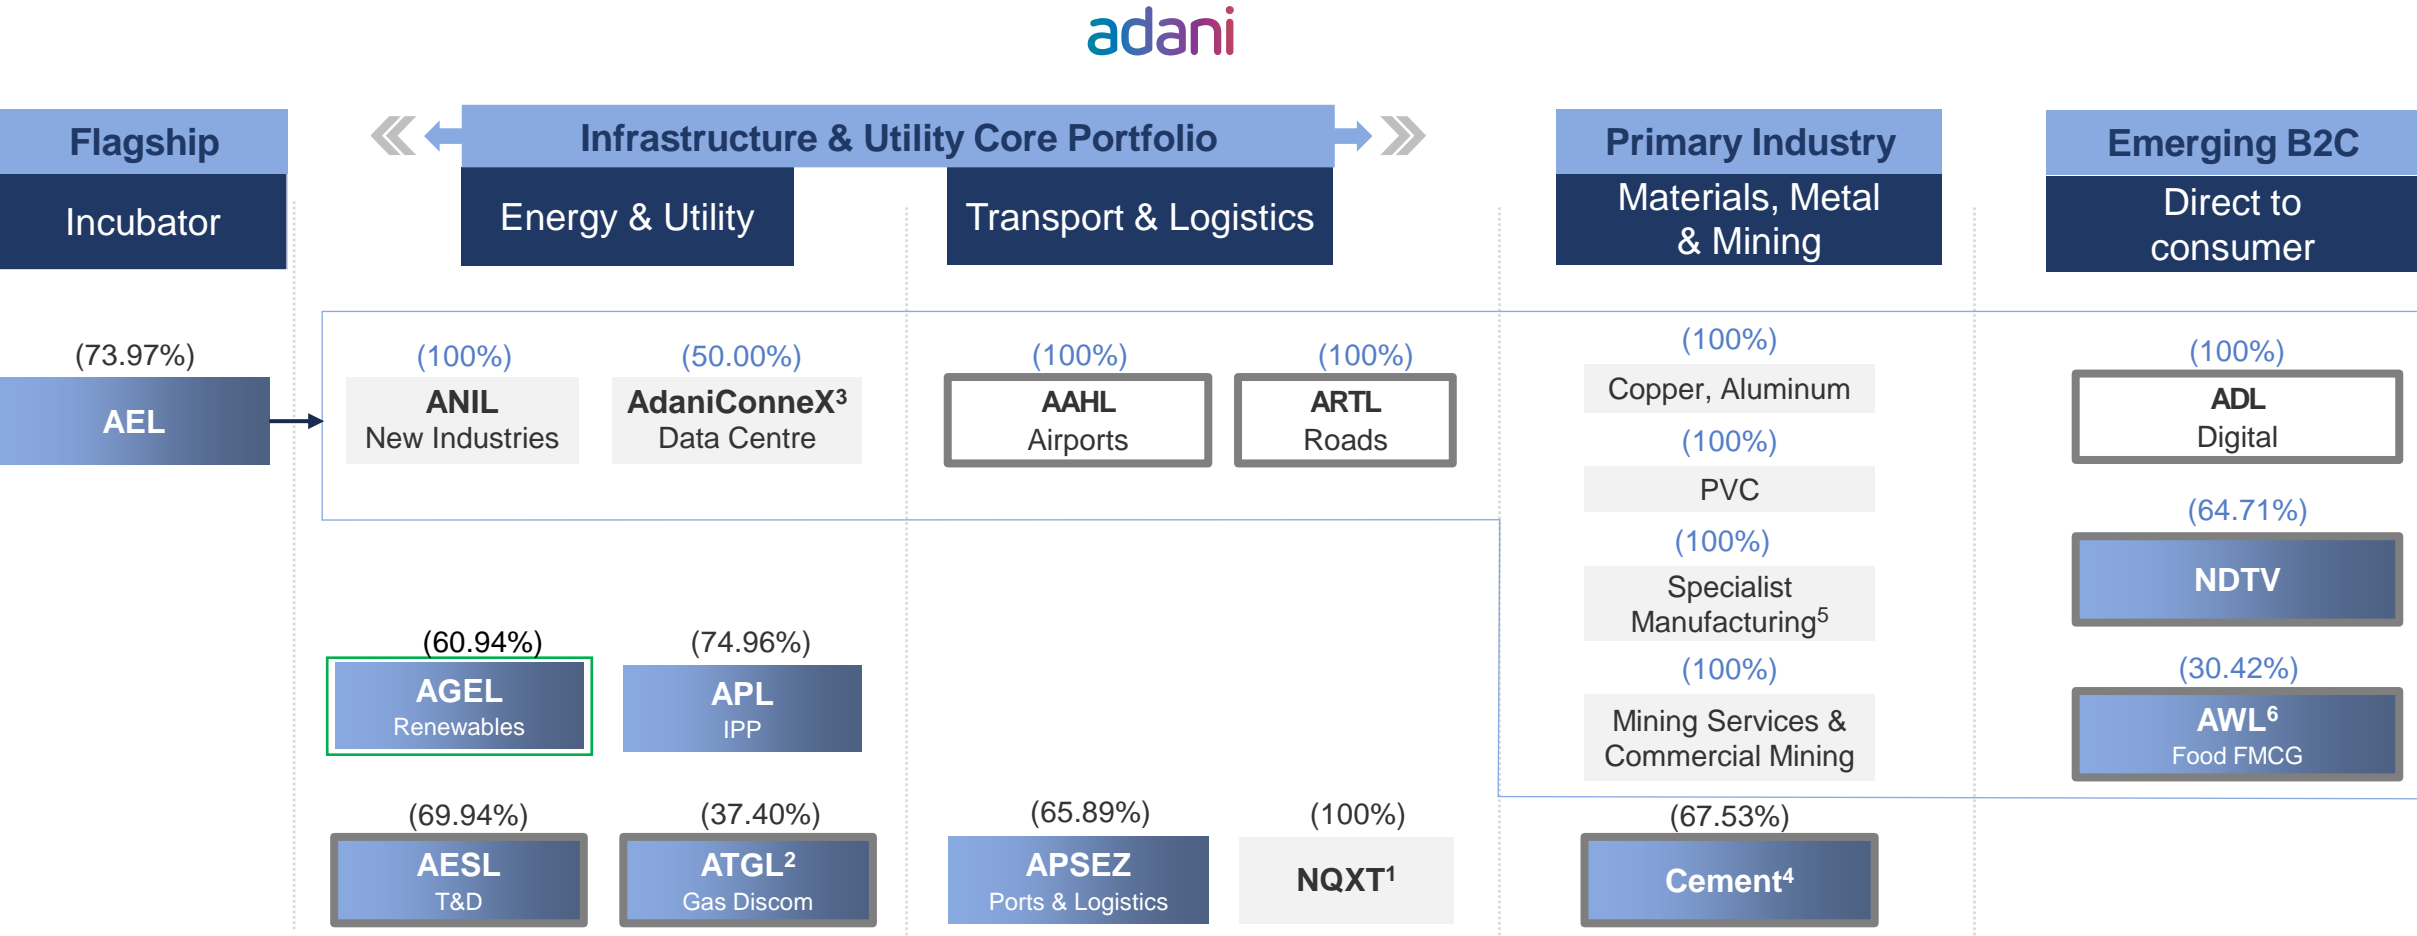 adani
Flagship
Incubator
Infrastructure & Utility Core Portfolio
Energy & Utility
Transport & Logistics
Primary Industry
Materials, Metal
& Mining
Emerging B2C
Direct to
consumer
(73.97%)
AEL
(100%)
ANIL
New Industries
(50.00%)
AdaniConneX³
Data Centre
(100%)
AAHL
Airports
(100%)
ARTL
Roads
(100%)
Copper, Aluminum
(100%)
PVC
(100%)
Specialist
Manufacturing⁵
(100%)
Mining Services &
Commercial Mining
(100%)
ADL
Digital
(64.71%)
NDTV
(30.42%)
AWL⁶
Food FMCG
(60.94%)
AGEL
Renewables
(74.96%)
APL
IPP
(69.94%)
AESL
T&D
(37.40%)
ATGL²
Gas Discom
(65.89%)
APSEZ
Ports & Logistics
(100%)
NQXT¹
(67.53%)
Cement⁴